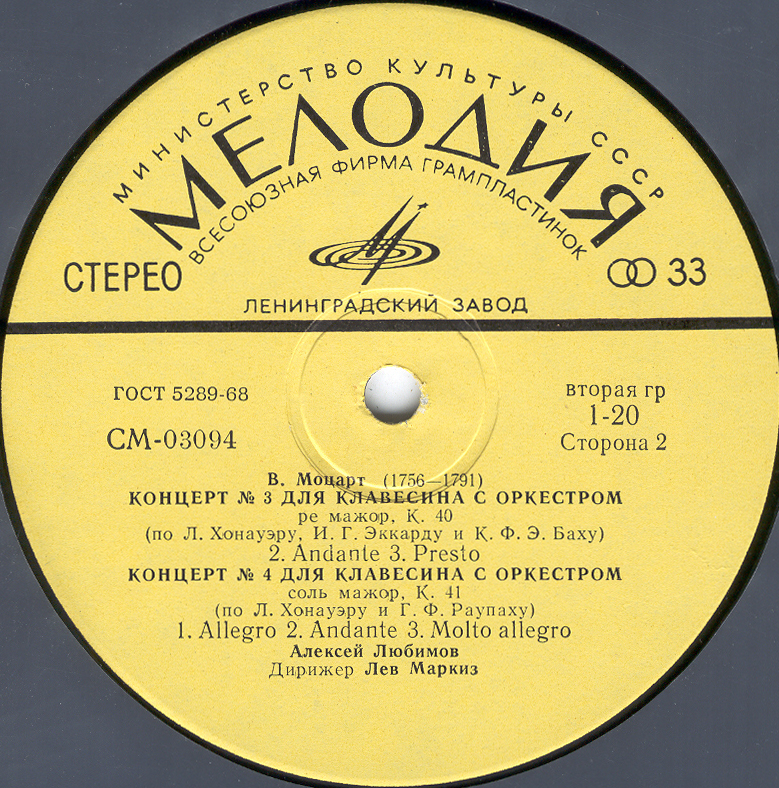 МИНИСТЕРСТВО КУЛЬТУРЫ СССР
МЕЛОДИЯ
ВСЕСОЮЗНАЯ ФИРМА ГРАМПЛАСТИНОК
СТЕРЕО
33
ЛЕНИНГРАДСКИЙ ЗАВОД
ГОСТ 5289-68
СМ-03094
вторая гр
1-20
Сторона 2
В. Моцарт (1756—1791)
КОНЦЕРТ № 3 ДЛЯ КЛАВЕСИНА С ОРКЕСТРОМ
ре мажор, К. 40
(по Л. Хонауэру, И. Г. Эккарду и К. Ф. Э. Баху)
2. Andante 3. Presto
КОНЦЕРТ № 4 ДЛЯ КЛАВЕСИНА С ОРКЕСТРОМ
соль мажор, К. 41
(по Л. Хонауэру и Г. Ф. Раупаху)
1. Allegro 2. Andante 3. Molto allegro
Алексей Любимов
Дирижер Лев Маркиз